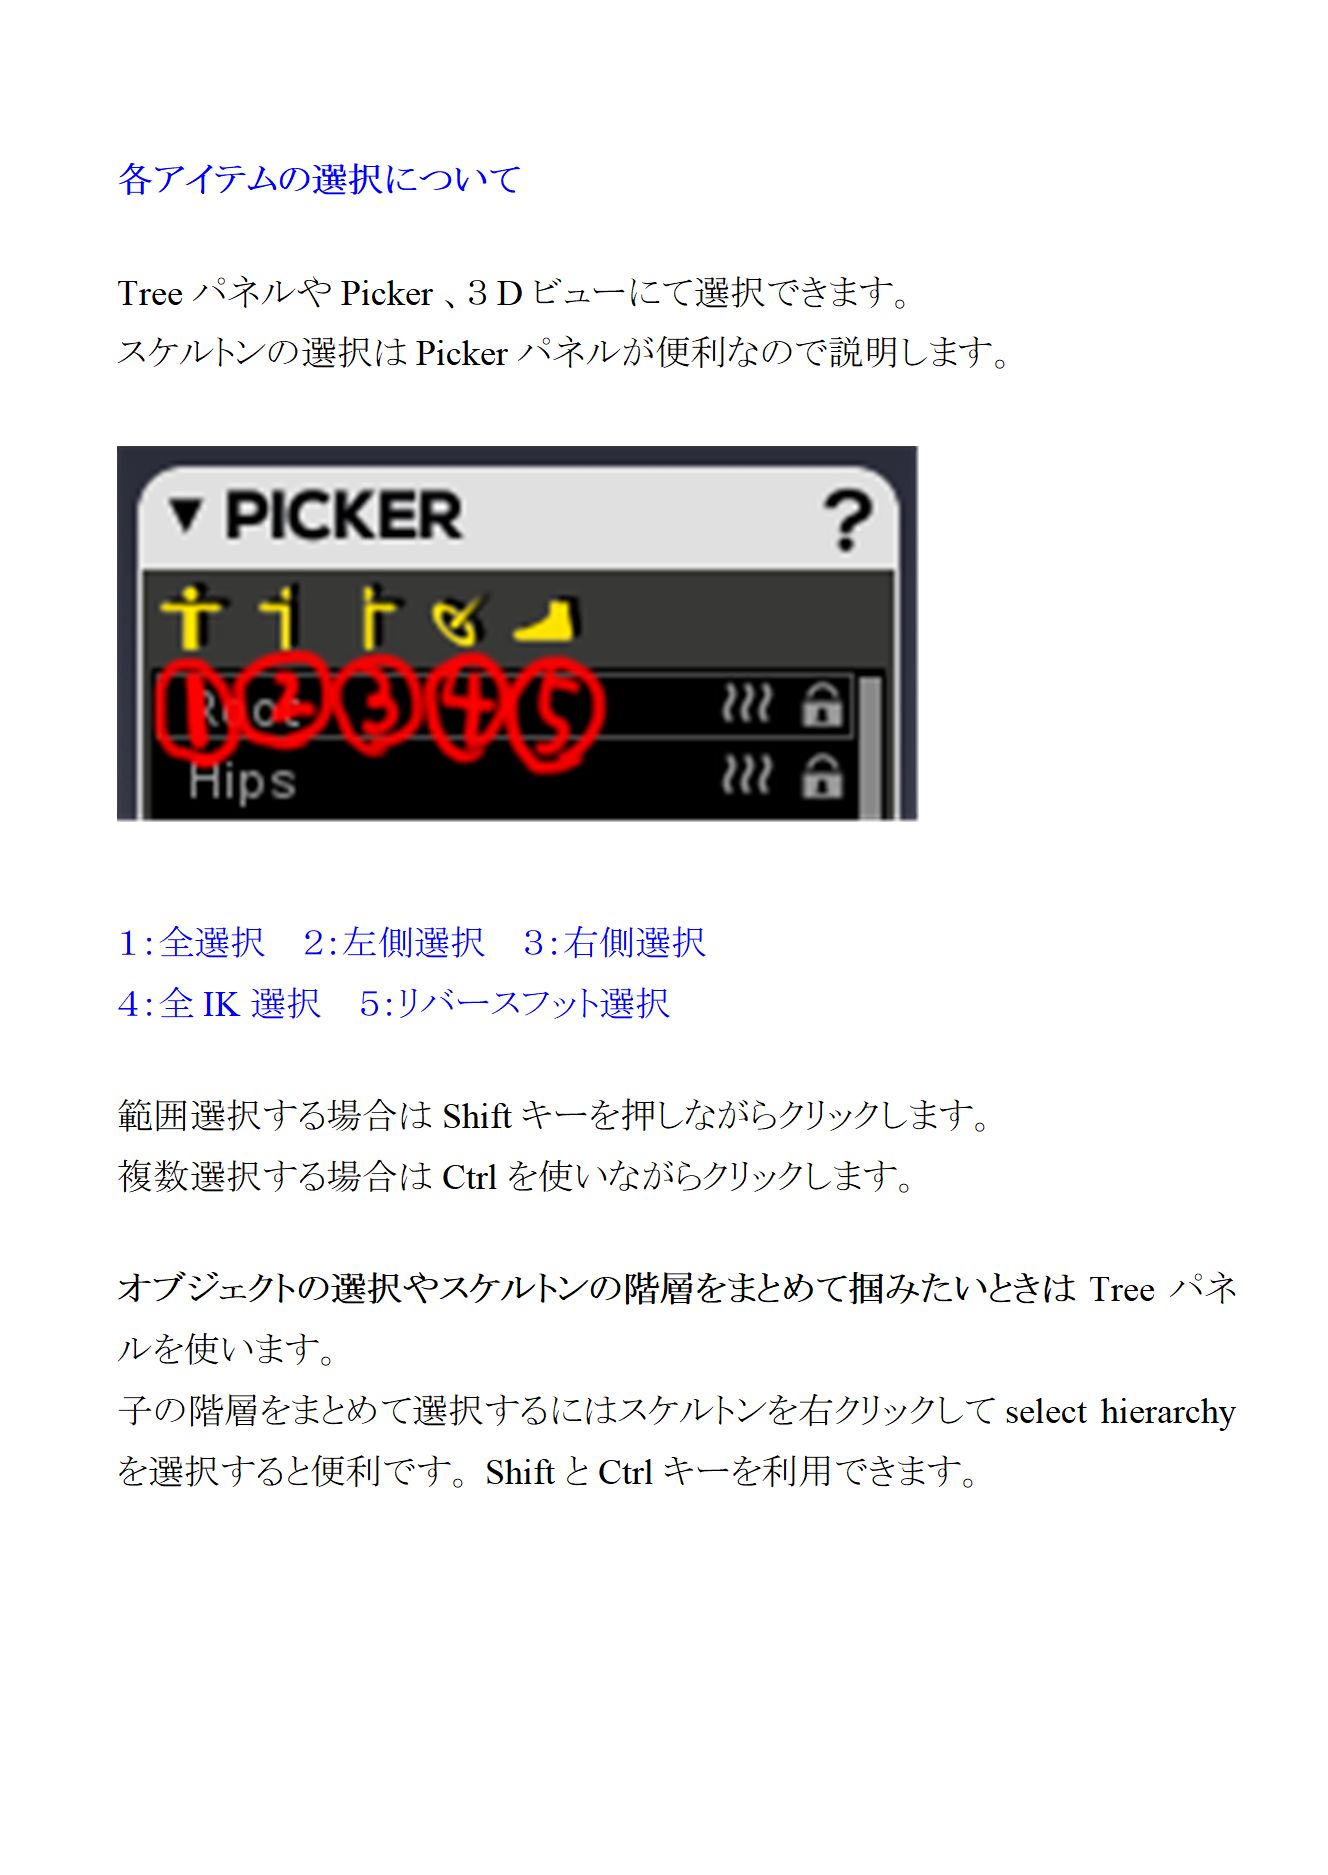 各アイテムの選択について
Tree パネルや Picker 、３Ｄビューにて選択できます。
スケルトンの選択は Picker パネルが便利なので説明します。
▼ PICKER ?
① ② ③ ④ ⑤
Root
Hips
１：全選択　２：左側選択　３：右側選択
４：全 IK 選択　５：リバースフット選択
範囲選択する場合は Shift キーを押しながらクリックします。
複数選択する場合は Ctrl を使いながらクリックします。
オブジェクトの選択やスケルトンの階層をまとめて掴みたいときは Tree パネ
ルを使います。
子の階層をまとめて選択するにはスケルトンを右クリックして select hierarchy
を選択すると便利です。Shift と Ctrl キーを利用できます。